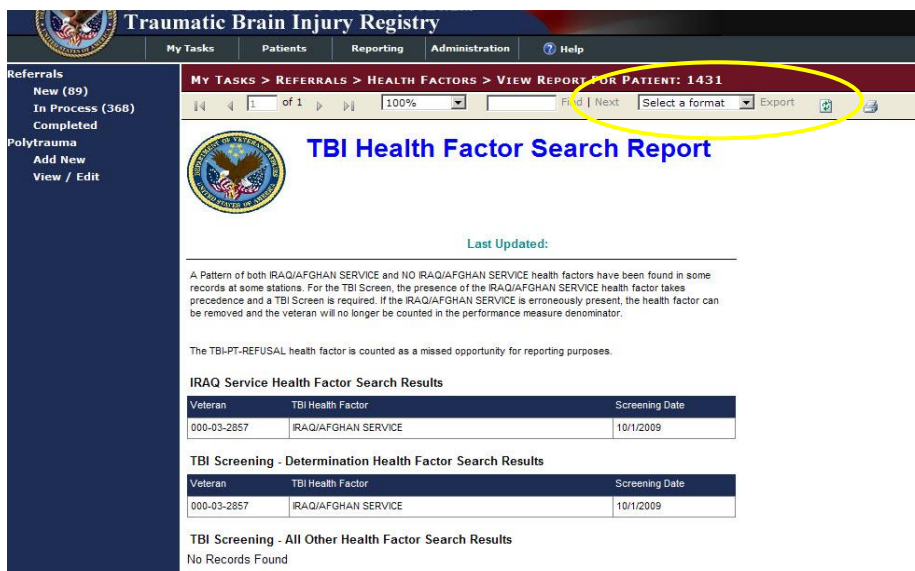 Traumatic Brain Injury Registry
My Tasks Patients Reporting Administration ? Help
Referrals
New (89)
In Process (368)
Completed
Polytrauma
Add New
View / Edit
MY TASKS > REFERRALS > HEALTH FACTORS > VIEW REPORT FOR PATIENT: 1431
1 of 1 100% Find | Next Select a format Export
TBI Health Factor Search Report
Last Updated:
A Pattern of both IRAQ/AFGHAN SERVICE and NO IRAQ/AFGHAN SERVICE health factors have been found in some
records at some stations. For the TBI Screen, the presence of the IRAQ/AFGHAN SERVICE health factor takes
precedence and a TBI Screen is required. If the IRAQ/AFGHAN SERVICE is erroneously present, the health factor can
be removed and the veteran will no longer be counted in the performance measure denominator.
The TBI-PT-REFUSAL health factor is counted as a missed opportunity for reporting purposes.
IRAQ Service Health Factor Search Results
Veteran TBI Health Factor Screening Date
000-03-2857 IRAQ/AFGHAN SERVICE 10/1/2009
TBI Screening - Determination Health Factor Search Results
Veteran TBI Health Factor Screening Date
000-03-2857 IRAQ/AFGHAN SERVICE 10/1/2009
TBI Screening - All Other Health Factor Search Results
No Records Found